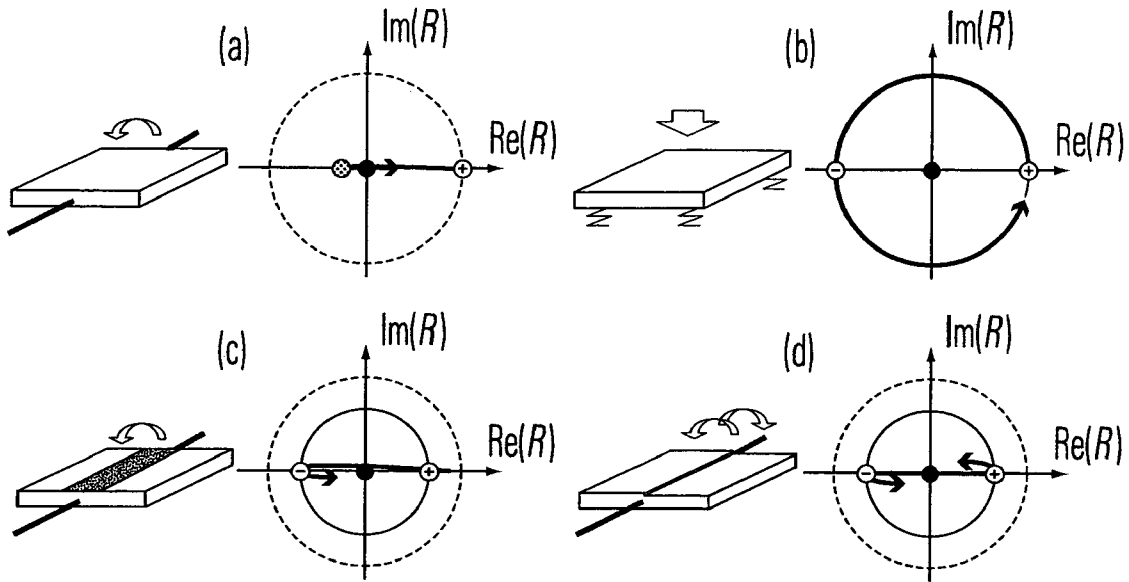 (a)
Im(R)
Re(R)
+
(b)
Im(R)
Re(R)
−
+
(c)
Im(R)
Re(R)
−
+
(d)
Im(R)
Re(R)
−
+